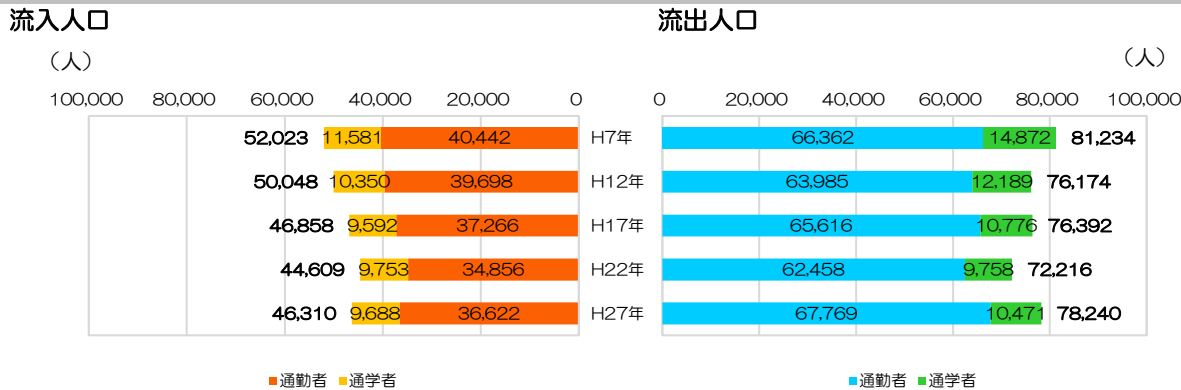 流入人口 流出人口
（人） （人）
100,000 80,000 60,000 40,000 20,000 0 0 20,000 40,000 60,000 80,000 100,000
52,023 11,581 40,442 H7年 66,362 14,872 81,234
50,048 10,350 39,698 H12年 63,985 12,189 76,174
46,858 9,592 37,266 H17年 65,616 10,776 76,392
44,609 9,753 34,856 H22年 62,458 9,758 72,216
46,310 9,688 36,622 H27年 67,769 10,471 78,240
通勤者 通学者 通勤者 通学者